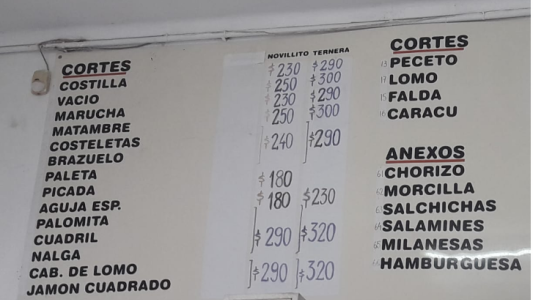 NOVILLITO TERNERA
CORTES
COSTILLA $230 $290
VACIO $250 $300
MARUCHA $230 $290
MATAMBRE $250 $300
COSTELETAS $240 $290
BRAZUELO
PALETA $180
PICADA $180 $230
AGUJA ESP.
PALOMITA $290 $320
CUADRIL
NALGA
CAB. DE LOMO $290 $320
JAMON CUADRADO
CORTES
PECETO
LOMO
FALDA
CARACU
ANEXOS
CHORIZO
MORCILLA
SALCHICHAS
SALAMINES
MILANESAS
HAMBURGUESA